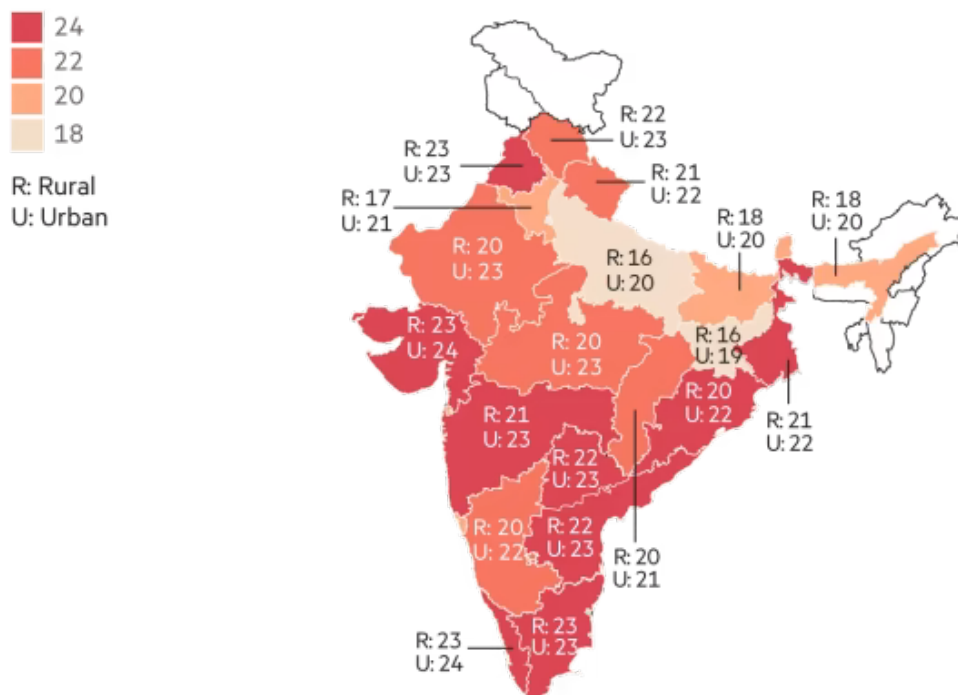 24
22
20
18
R: Rural
U: Urban
R: 22
U: 23
R: 23
U: 23
R: 21
U: 22
R: 17
U: 21
R: 18
U: 20
R: 18
U: 20
R: 20
U: 23
R: 16
U: 20
R: 23
U: 24
R: 20
U: 23
R: 16
U: 19
R: 20
U: 22
R: 21
U: 23
R: 21
U: 22
R: 22
U: 23
R: 20
U: 22
R: 22
U: 23
R: 20
U: 21
R: 23
U: 23
R: 23
U: 24